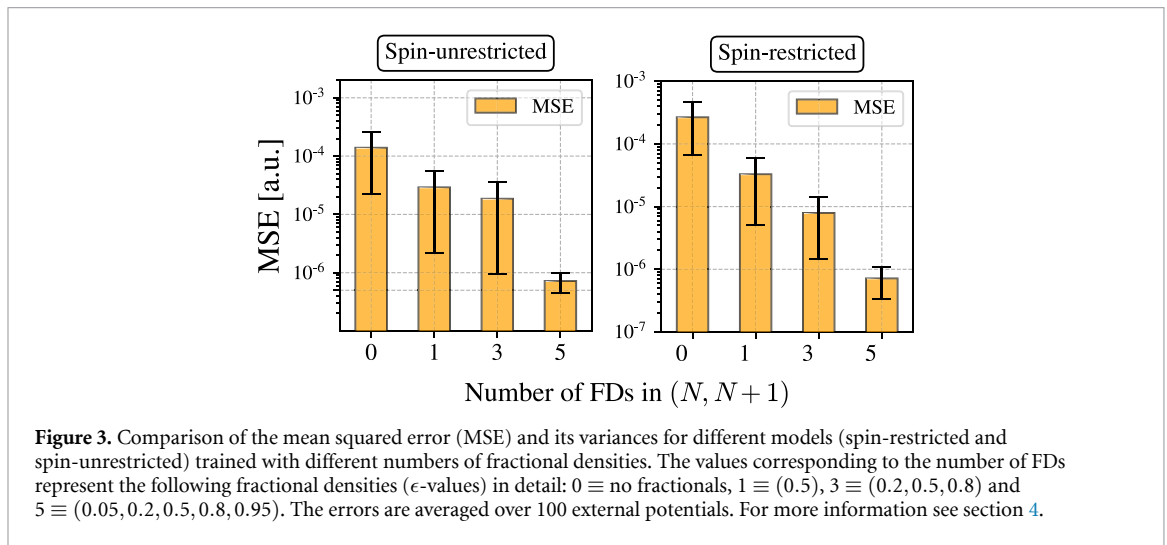 Spin-unrestricted
Spin-restricted
MSE [a.u.]
10⁻³
10⁻⁴
10⁻⁵
10⁻⁶
MSE
0 1 3 5
10⁻³
10⁻⁴
10⁻⁵
10⁻⁶
10⁻⁷
MSE
0 1 3 5
Number of FDs in (N, N + 1)
Figure 3. Comparison of the mean squared error (MSE) and its variances for different models (spin-restricted and
spin-unrestricted) trained with different numbers of fractional densities. The values corresponding to the number of FDs
represent the following fractional densities (ϵ-values) in detail: 0 ≡ no fractionals, 1 ≡ (0.5), 3 ≡ (0.2, 0.5, 0.8) and
5 ≡ (0.05, 0.2, 0.5, 0.8, 0.95). The errors are averaged over 100 external potentials. For more information see section 4.